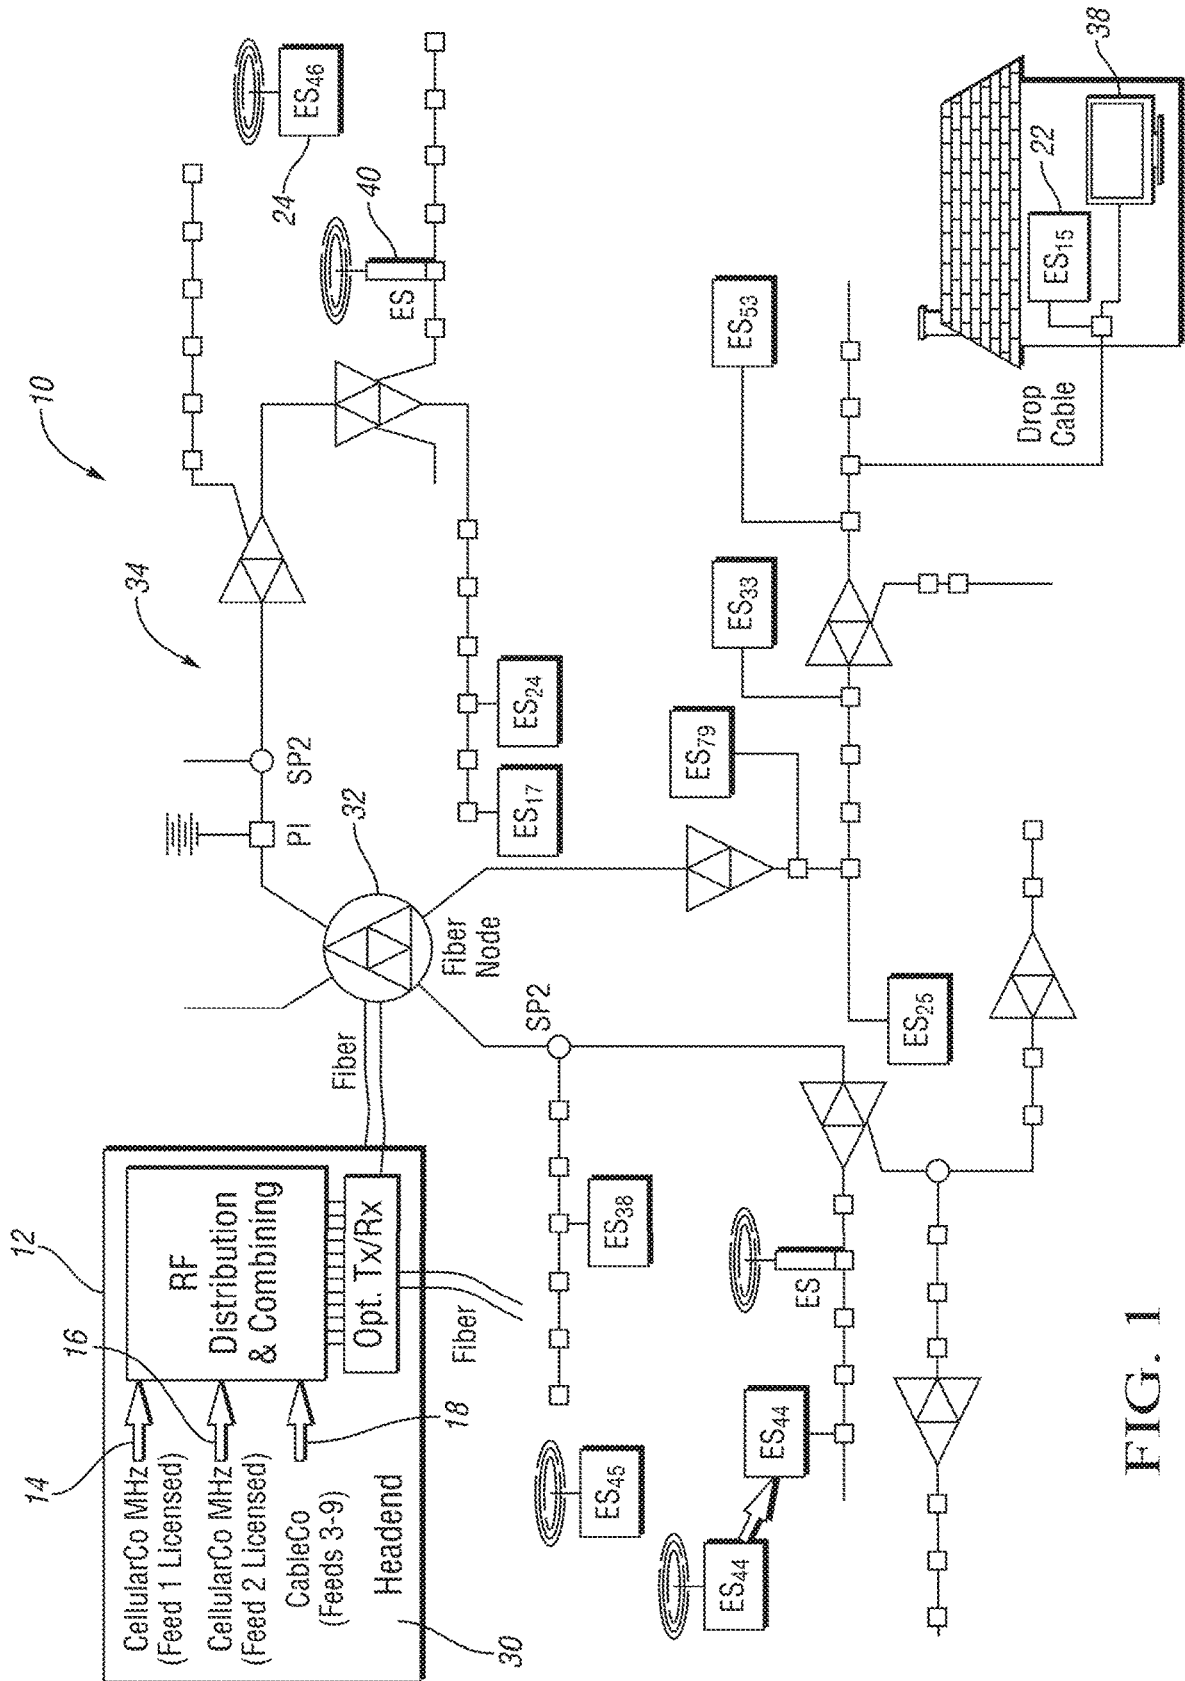 12
14
16
CellularCo MHz
(Feed 1 Licensed)
CellularCo MHz
(Feed 2 Licensed)
CableCo
(Feeds 3-9)
18
RF
Distribution
& Combining
Opt. Tx/Rx
Headend
30
Fiber
Fiber
32
Fiber
Node
PI
SP2
34
10
ES17
ES24
ES
40
ES46
24
SP2
ES38
ES45
ES44
ES44
ES
ES25
ES79
ES33
ES53
Drop
Cable
ES15
22
38
FIG. 1